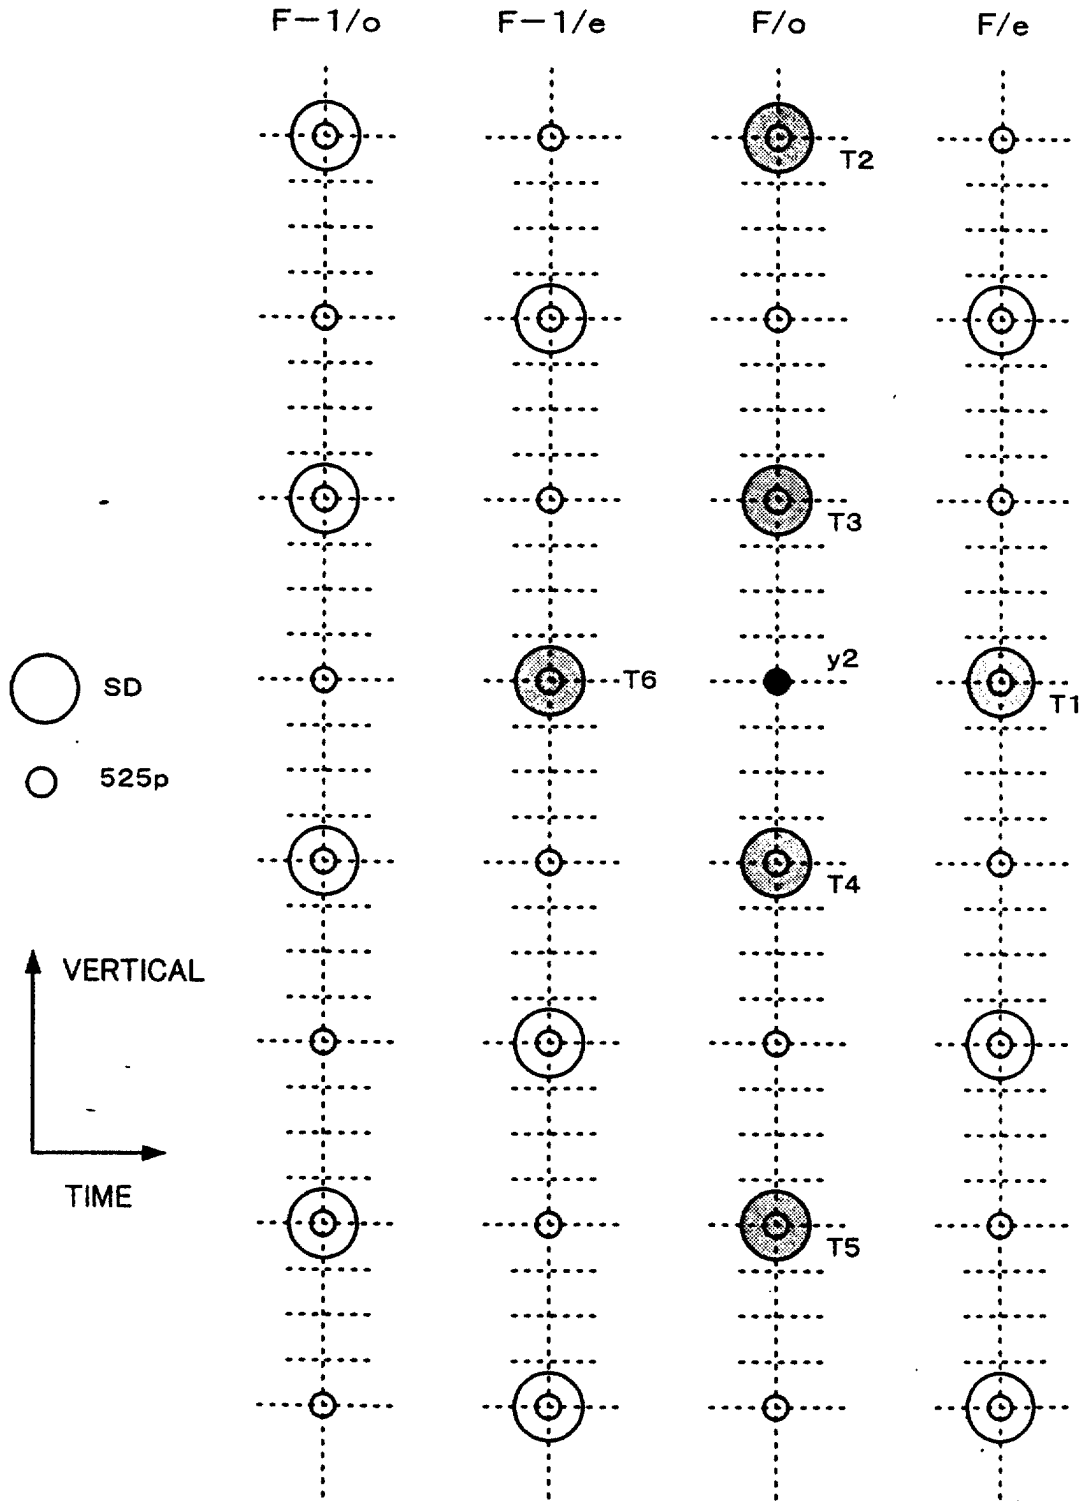 F-1/o
F-1/e
F/o
F/e
T2
T3
y2
SD
T6
T1
525p
T4
VERTICAL
TIME
T5